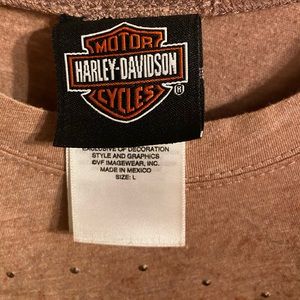 MOTOR
HARLEY-DAVIDSON
CYCLES
®
EXCLUSIVE OF DECORATION
STYLE AND GRAPHICS
©VF IMAGEWEAR, INC.
MADE IN MEXICO
SIZE: L